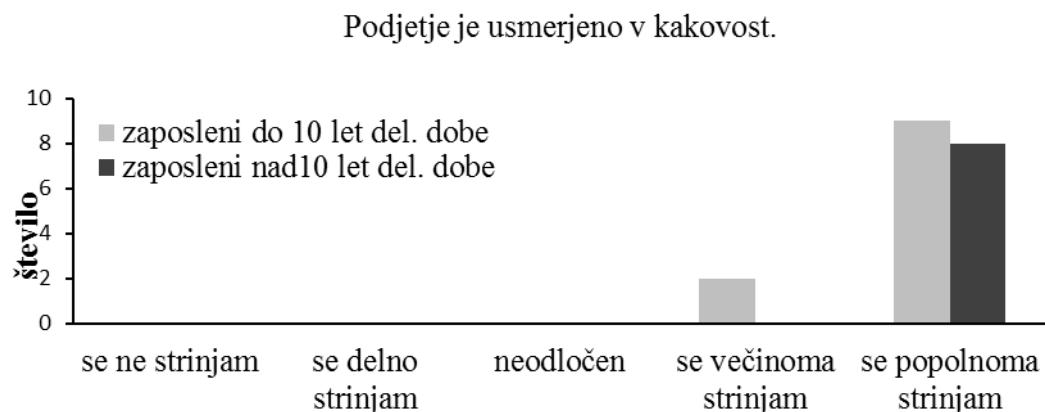 Podjetje je usmerjeno v kakovost.
število
10
8
6
4
2
0
zaposleni do 10 let del. dobe
zaposleni nad10 let del. dobe
se ne strinjam
se delno
strinjam
neodločen
se večinoma
strinjam
se popolnoma
strinjam